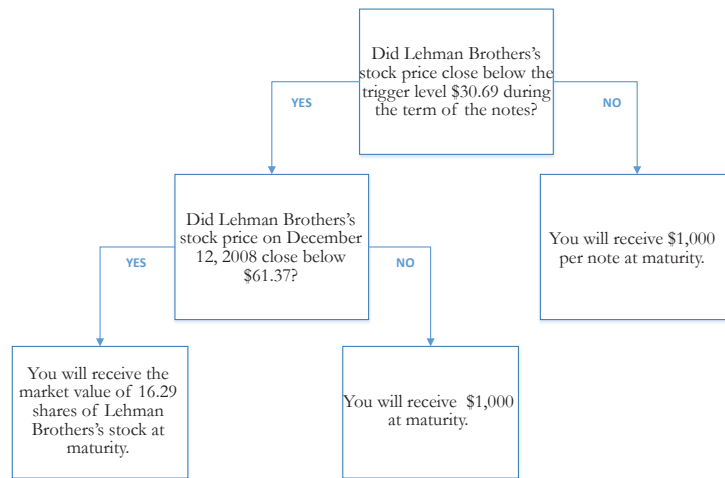 Did Lehman Brothers's
stock price close below the
trigger level $30.69 during
the term of the notes?
YES
NO
Did Lehman Brothers's
stock price on December
12, 2008 close below
$61.37?
You will receive $1,000
per note at maturity.
YES
NO
You will receive the
market value of 16.29
shares of Lehman
Brothers's stock at
maturity.
You will receive $1,000
at maturity.